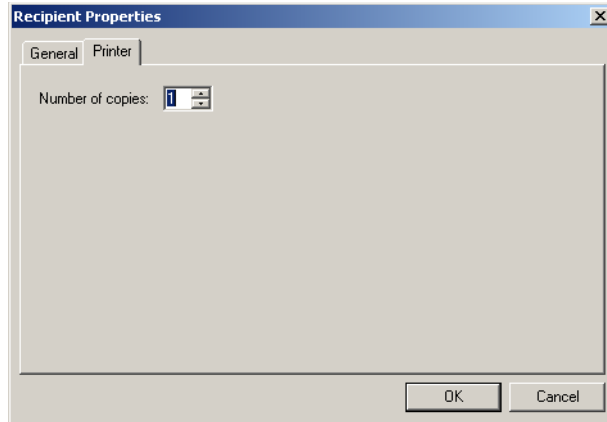 Recipient Properties
General Printer
Number of copies: 1
OK Cancel